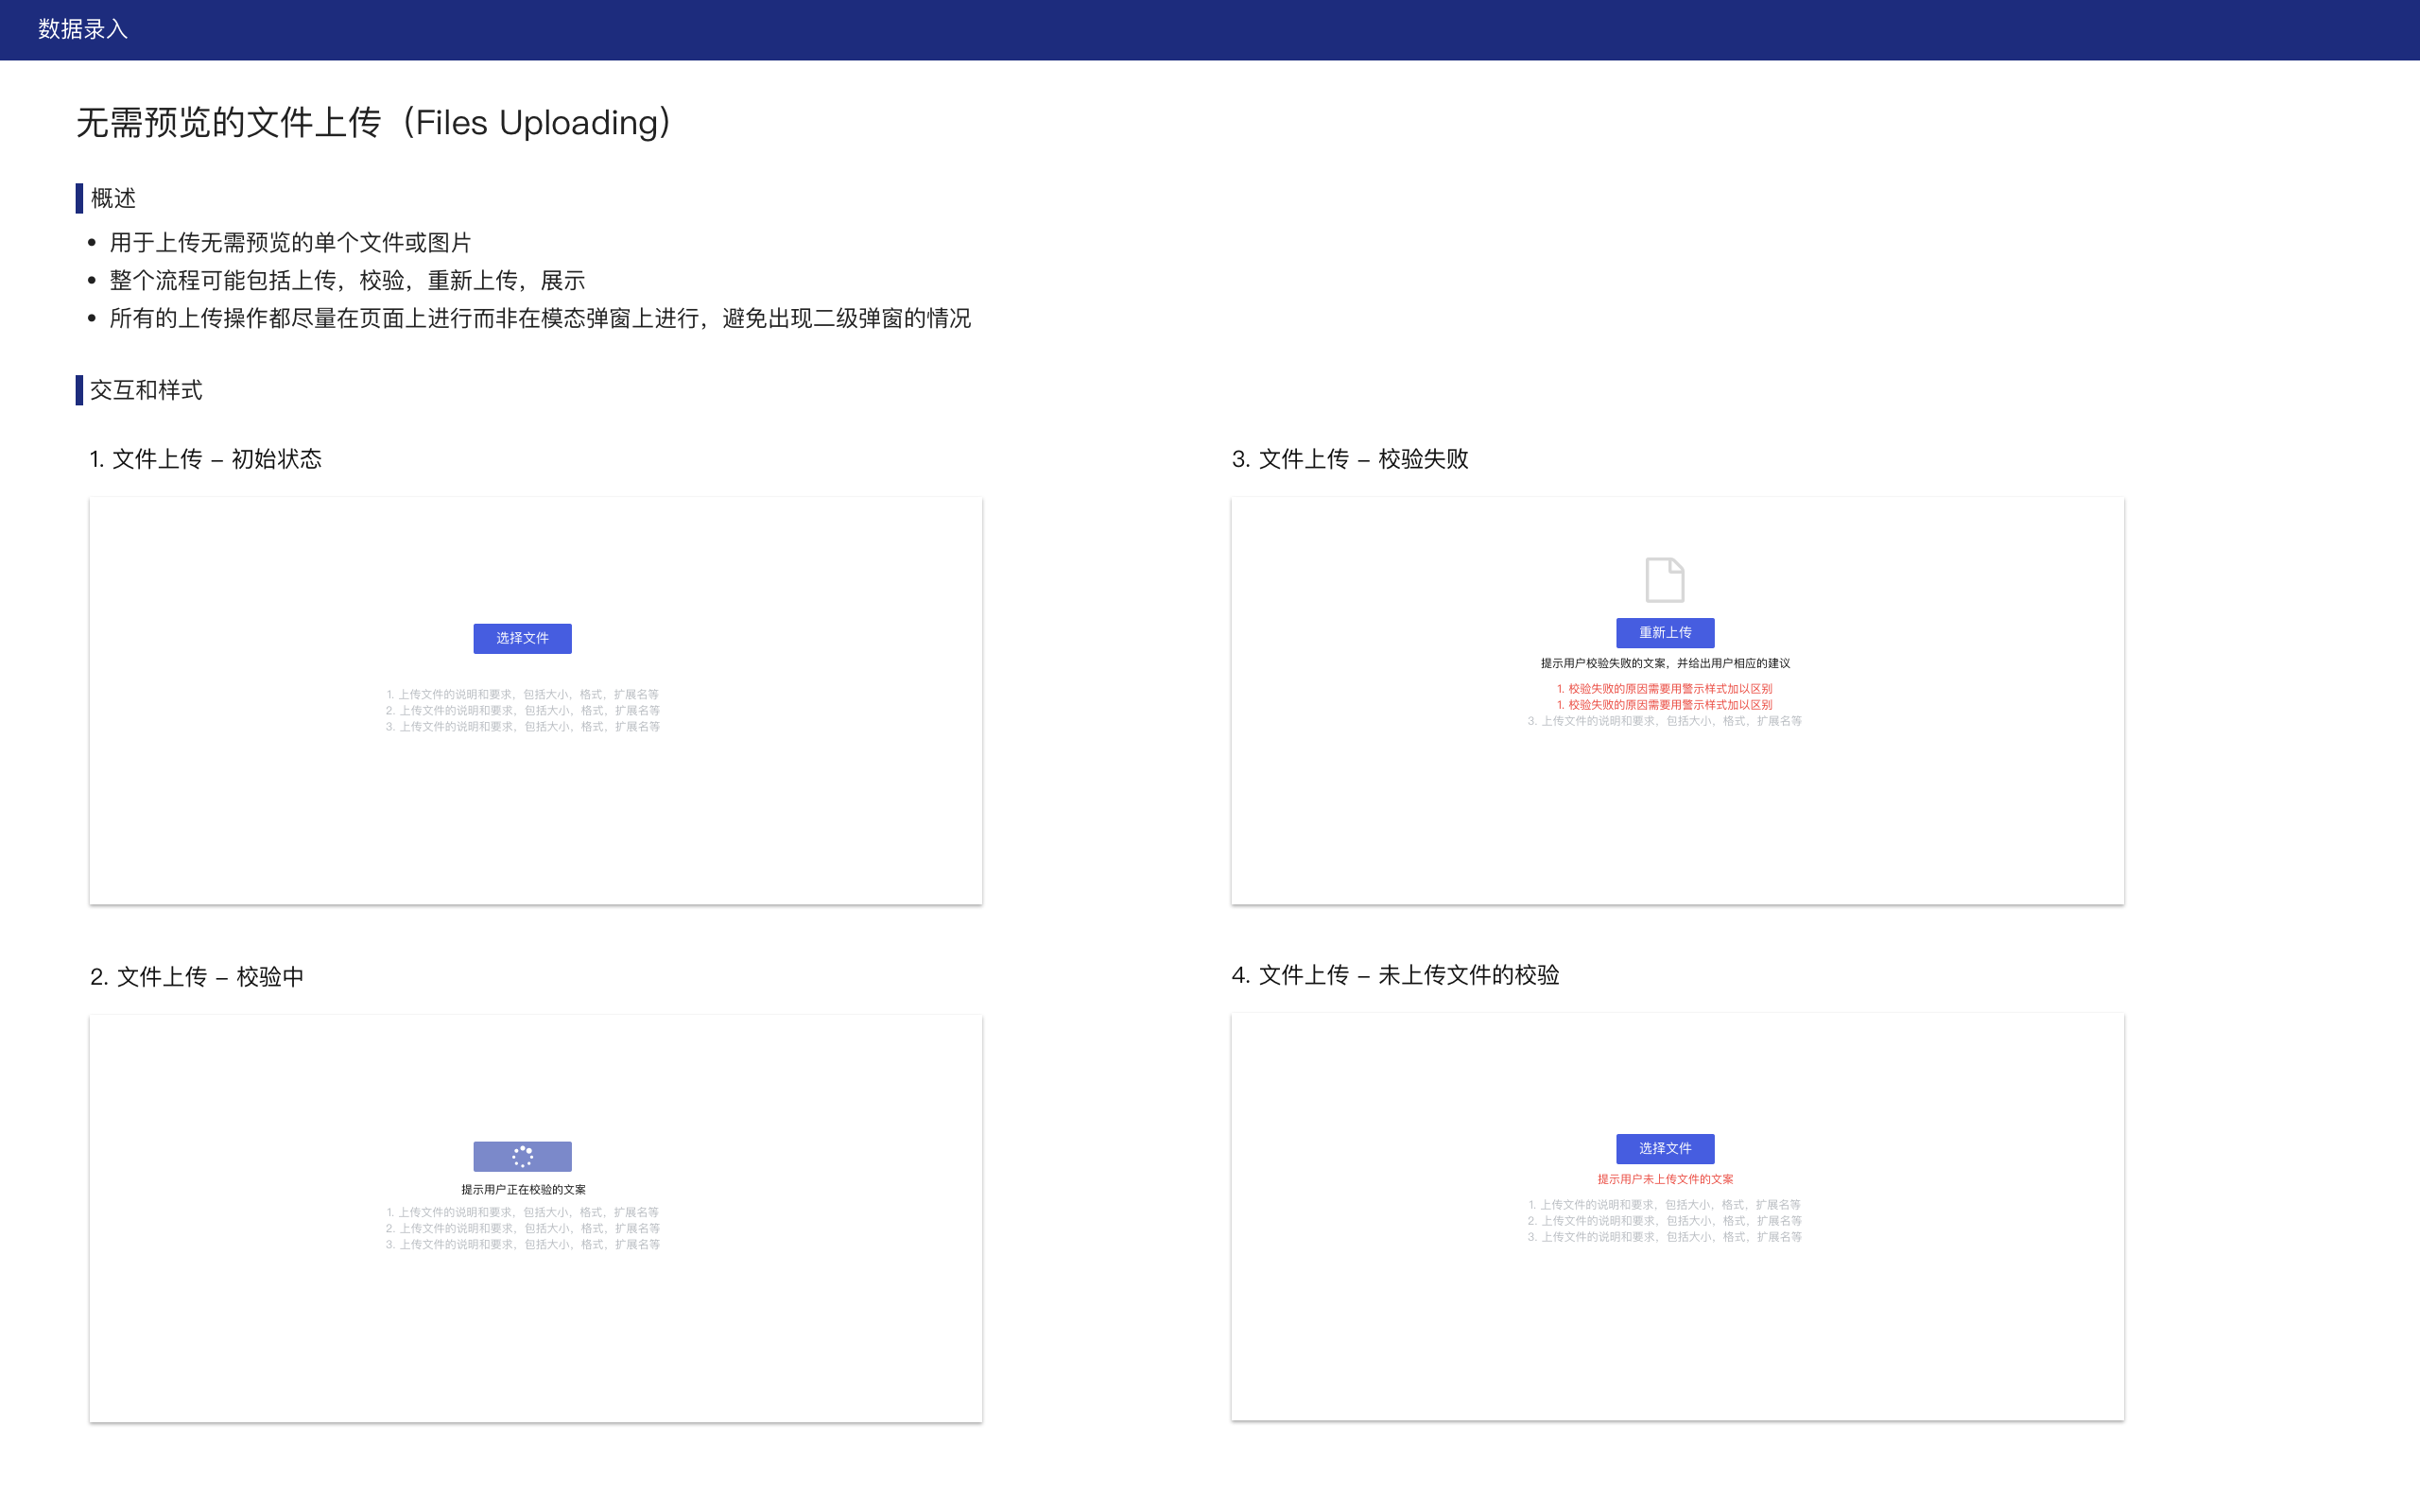 数据录入
无需预览的文件上传（Files Uploading）
概述
• 用于上传无需预览的单个文件或图片
• 整个流程可能包括上传，校验，重新上传，展示
• 所有的上传操作都尽量在页面上进行而非在模态弹窗上进行，避免出现二级弹窗的情况
交互和样式
1. 文件上传 – 初始状态
选择文件
1. 上传文件的说明和要求，包括大小，格式，扩展名等
2. 上传文件的说明和要求，包括大小，格式，扩展名等
3. 上传文件的说明和要求，包括大小，格式，扩展名等
2. 文件上传 – 校验中
提示用户正在校验的文案
1. 上传文件的说明和要求，包括大小，格式，扩展名等
2. 上传文件的说明和要求，包括大小，格式，扩展名等
3. 上传文件的说明和要求，包括大小，格式，扩展名等
3. 文件上传 – 校验失败
重新上传
提示用户校验失败的文案，并给出用户相应的建议
1. 校验失败的原因需要用警示样式加以区别
1. 校验失败的原因需要用警示样式加以区别
3. 上传文件的说明和要求，包括大小，格式，扩展名等
4. 文件上传 – 未上传文件的校验
选择文件
提示用户未上传文件的文案
1. 上传文件的说明和要求，包括大小，格式，扩展名等
2. 上传文件的说明和要求，包括大小，格式，扩展名等
3. 上传文件的说明和要求，包括大小，格式，扩展名等